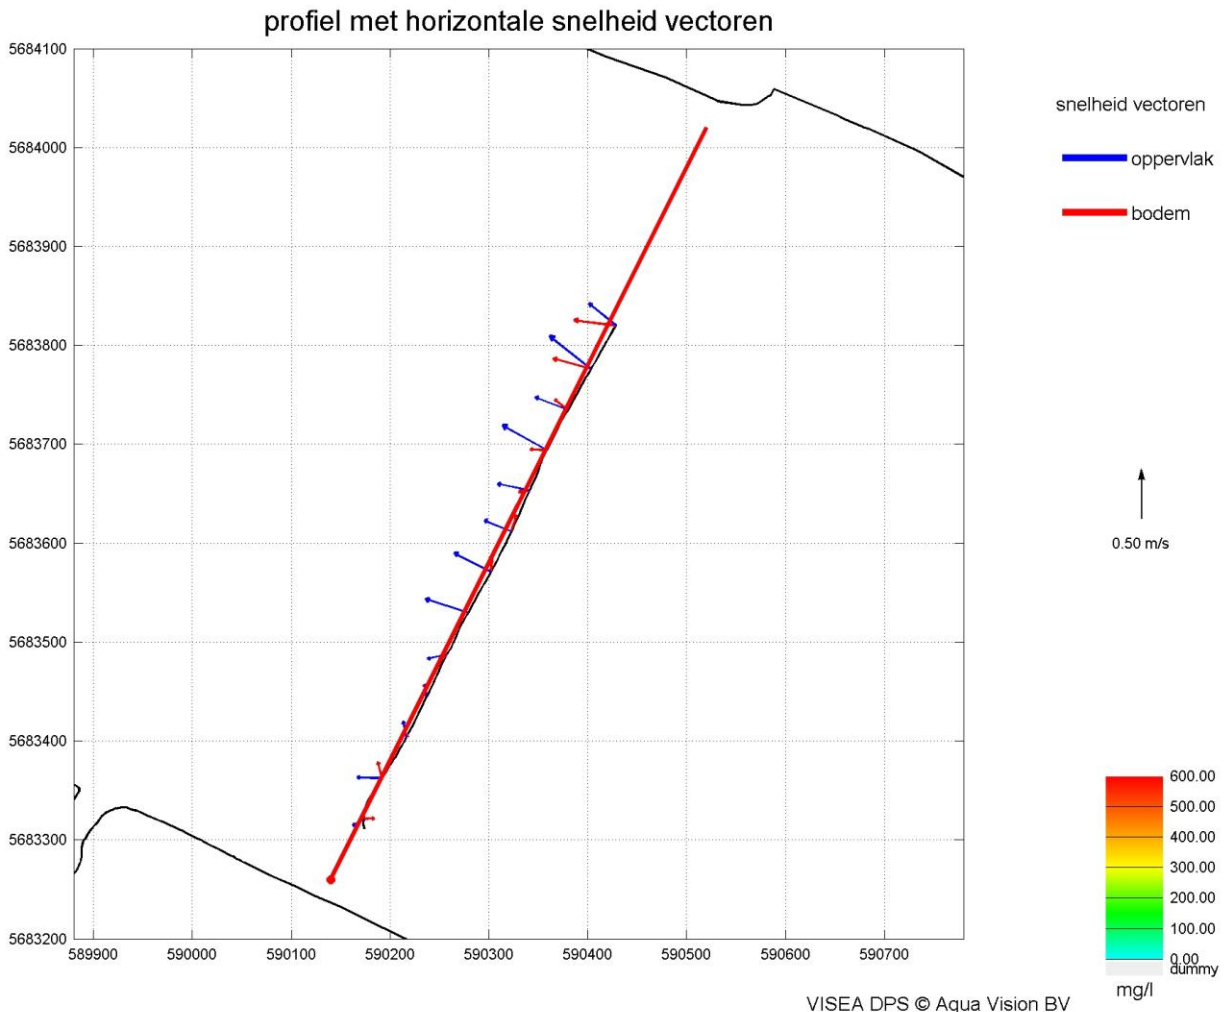 profiel met horizontale snelheid vectoren
5684100
5684000
5683900
5683800
5683700
5683600
5683500
5683400
5683300
5683200
589900 590000 590100 590200 590300 590400 590500 590600 590700
snelheid vectoren
oppervlak
bodem
0.50 m/s
600.00
500.00
400.00
300.00
200.00
100.00
0.00
dummy
mg/l
VISEA DPS © Aqua Vision BV